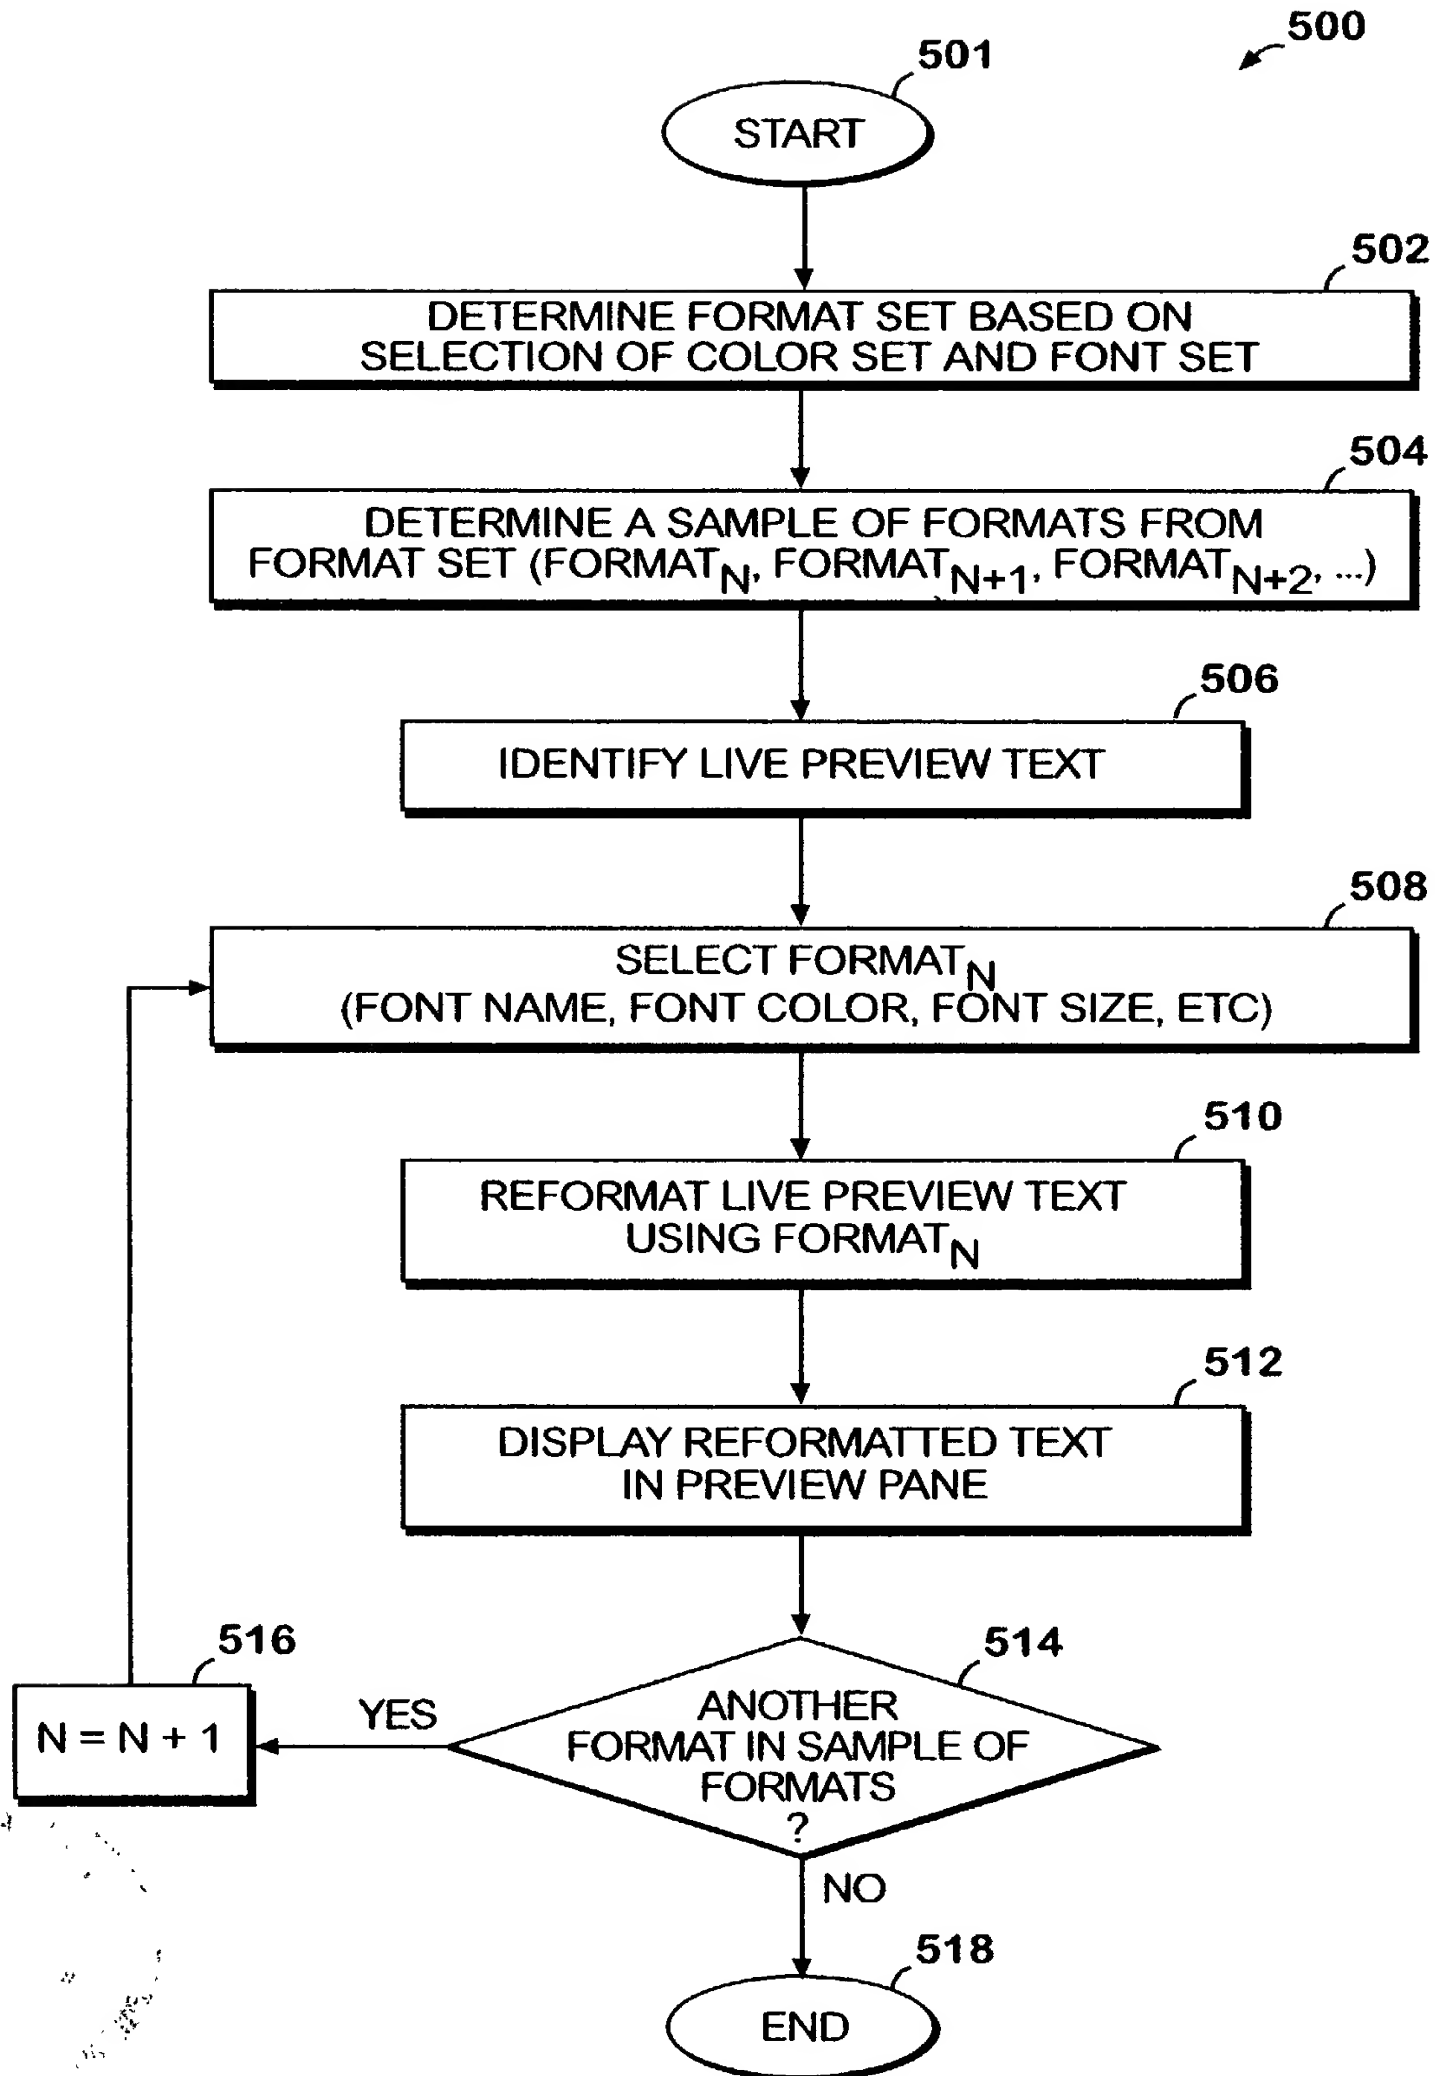 500
501
START
502
DETERMINE FORMAT SET BASED ON
SELECTION OF COLOR SET AND FONT SET
504
DETERMINE A SAMPLE OF FORMATS FROM
FORMAT SET (FORMATN, FORMATN+1, FORMATN+2, ...)
506
IDENTIFY LIVE PREVIEW TEXT
508
SELECT FORMATN
(FONT NAME, FONT COLOR, FONT SIZE, ETC)
510
REFORMAT LIVE PREVIEW TEXT
USING FORMATN
512
DISPLAY REFORMATTED TEXT
IN PREVIEW PANE
514
ANOTHER
FORMAT IN SAMPLE OF
FORMATS
?
YES
516
N = N + 1
NO
518
END